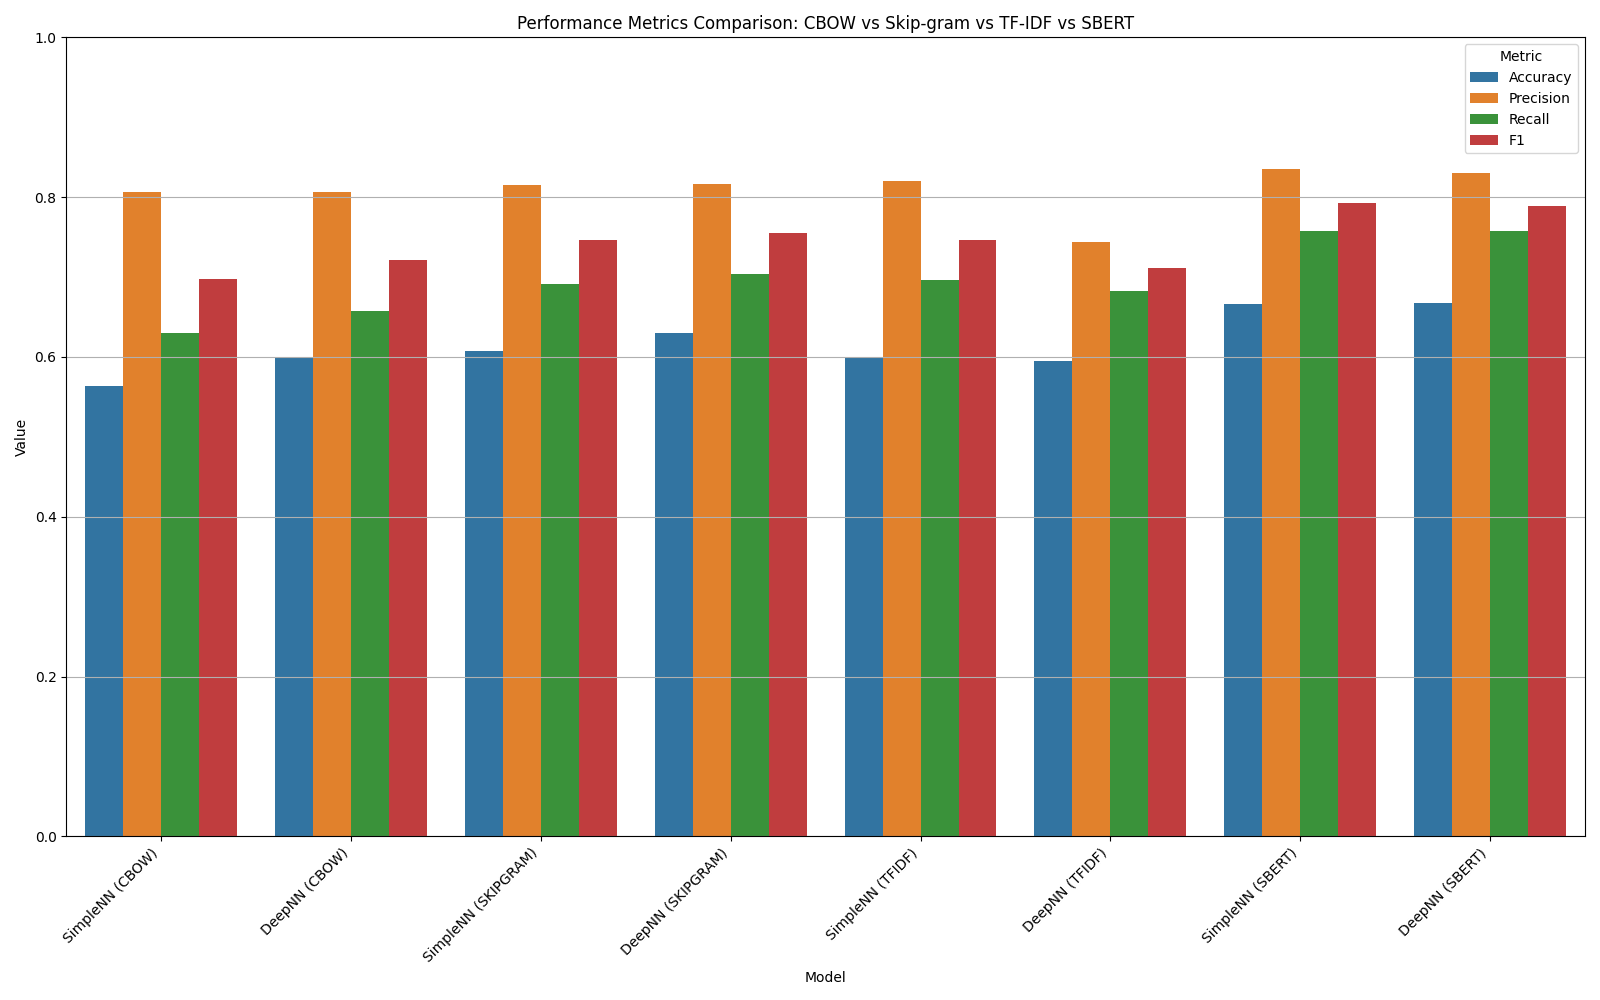 Performance Metrics Comparison: CBOW vs Skip-gram vs TF-IDF vs SBERT
Metric
Accuracy
Precision
Recall
F1
Value
1.0
0.8
0.6
0.4
0.2
0.0
SimpleNN (CBOW)
DeepNN (CBOW)
SimpleNN (SKIPGRAM)
DeepNN (SKIPGRAM)
SimpleNN (TFIDF)
DeepNN (TFIDF)
SimpleNN (SBERT)
DeepNN (SBERT)
Model